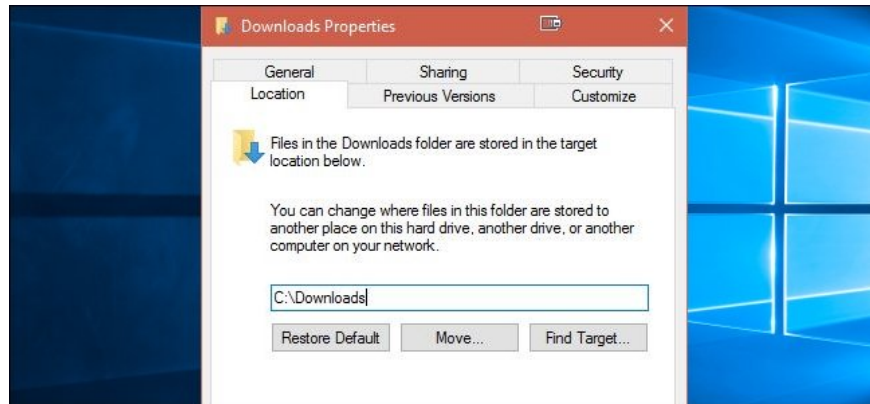 Downloads Properties
General
Sharing
Security
Location
Previous Versions
Customize
Files in the Downloads folder are stored in the target
location below.
You can change where files in this folder are stored to
another place on this hard drive, another drive, or another
computer on your network.
C:\Downloads
Restore Default
Move...
Find Target...